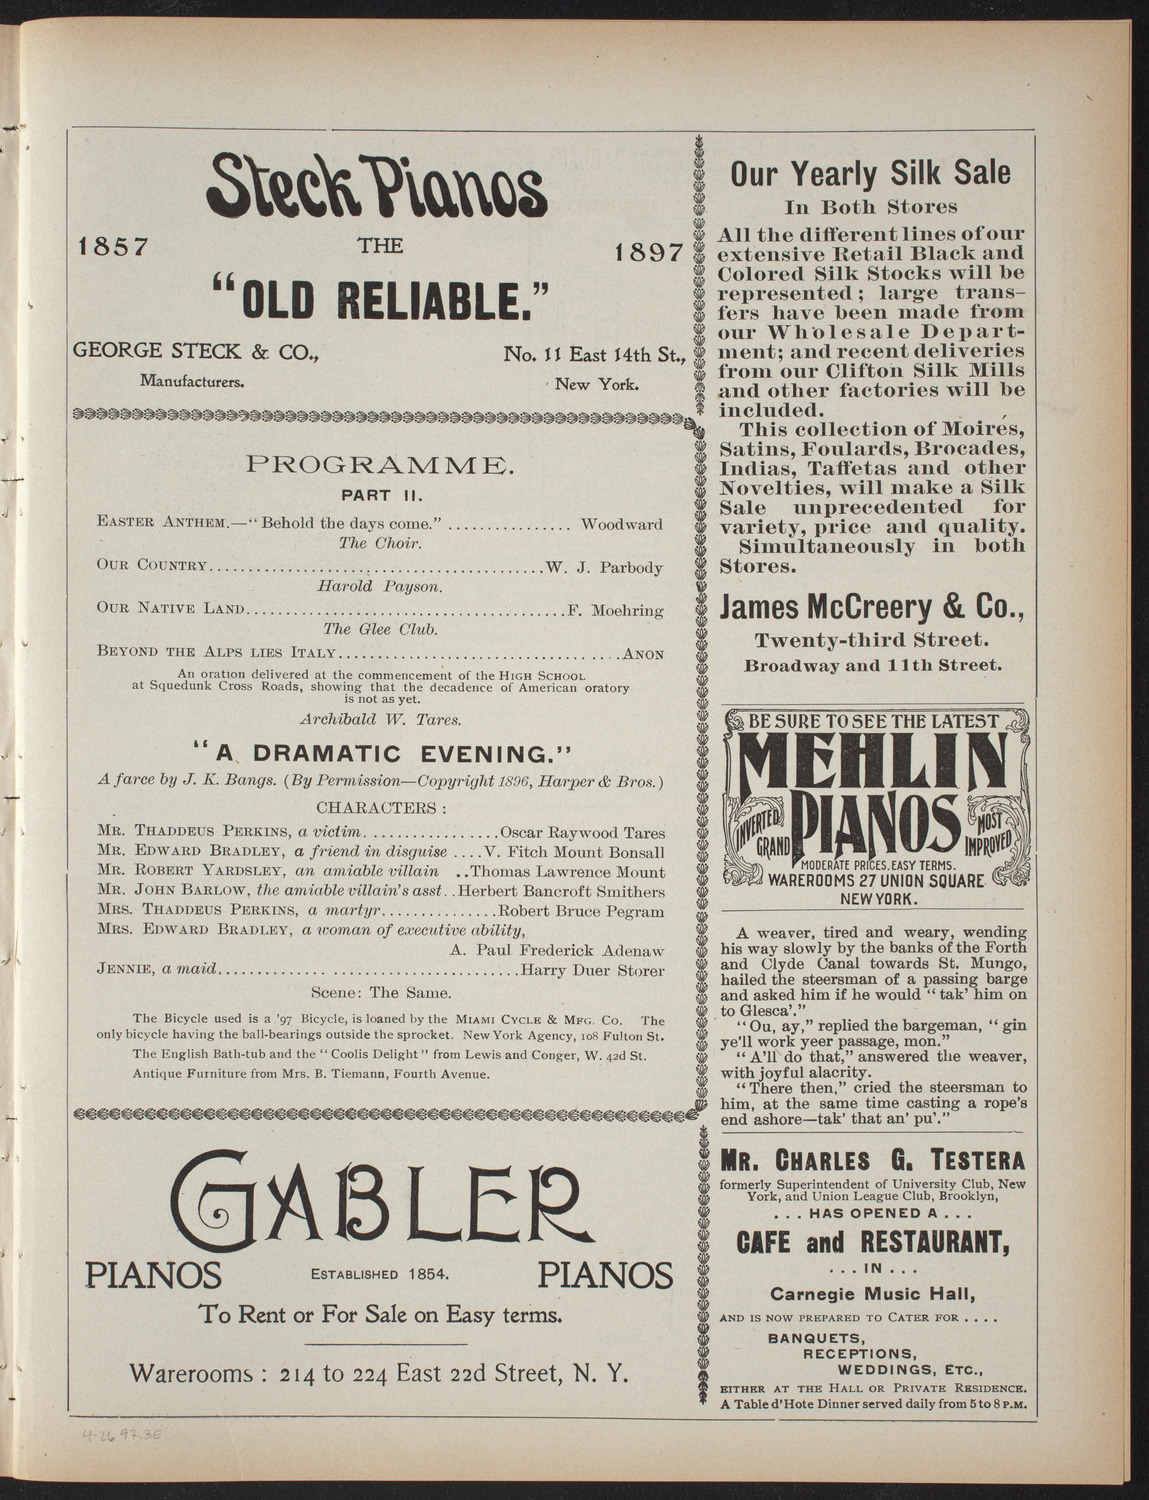 Steck Pianos
1857 THE 1897
"OLD RELIABLE."
GEORGE STECK & CO., No. 11 East 14th St.,
Manufacturers. New York.
PROGRAMME.
PART II.
EASTER ANTHEM.—"Behold the days come." ............... Woodward
The Choir.
OUR COUNTRY..........................................W. J. Parbody
Harold Payson.
OUR NATIVE LAND.......................................F. Moehring
The Glee Club.
BEYOND THE ALPS LIES ITALY...................................ANON
An oration delivered at the commencement of the HIGH SCHOOL
at Squedunk Cross Roads, showing that the decadence of American oratory
is not as yet.
Archibald W. Tares.
"A DRAMATIC EVENING."
A farce by J. K. Bangs. (By Permission—Copyright 1896, Harper & Bros.)
CHARACTERS :
MR. THADDEUS PERKINS, a victim.................Oscar Raywood Tares
MR. EDWARD BRADLEY, a friend in disguise ....V. Fitch Mount Bonsall
MR. ROBERT YARDSLEY, an amiable villain ..Thomas Lawrence Mount
MR. JOHN BARLOW, the amiable villain's asst. .Herbert Bancroft Smithers
MRS. THADDEUS PERKINS, a martyr..............Robert Bruce Pegram
MRS. EDWARD BRADLEY, a woman of executive ability,
A. Paul Frederick Adenaw
JENNIE, a maid.....................................Harry Duer Storer
Scene: The Same.
The Bicycle used is a '97 Bicycle, is loaned by the MIAMI CYCLE & MFG. CO. The
only bicycle having the ball-bearings outside the sprocket. New York Agency, 108 Fulton St.
The English Bath-tub and the "Coolis Delight" from Lewis and Conger, W. 42d St.
Antique Furniture from Mrs. B. Tiemann, Fourth Avenue.
GABLER
PIANOS ESTABLISHED 1854. PIANOS
To Rent or For Sale on Easy terms.
Warerooms : 214 to 224 East 22d Street, N. Y.
Our Yearly Silk Sale
In Both Stores
All the different lines of our
extensive Retail Black and
Colored Silk Stocks will be
represented; large trans-
fers have been made from
our Wholesale Depart-
ment; and recent deliveries
from our Clifton Silk Mills
and other factories will be
included.
This collection of Moirés,
Satins, Foulards, Brocades,
Indias, Taffetas and other
Novelties, will make a Silk
Sale unprecedented for
variety, price and quality.
Simultaneously in both
Stores.
James McCreery & Co.,
Twenty-third Street.
Broadway and 11th Street.
BE SURE TO SEE THE LATEST
MEHLIN
INVERTED GRAND PIANOS MOST IMPROVED
MODERATE PRICES. EASY TERMS.
WAREROOMS 27 UNION SQUARE
NEW YORK.
A weaver, tired and weary, wending
his way slowly by the banks of the Forth
and Clyde Canal towards St. Mungo,
hailed the steersman of a passing barge
and asked him if he would "tak' him on
to Glesca'."
"Ou, ay," replied the bargeman, "gin
ye'll work yeer passage, mon."
"A'll do that," answered the weaver,
with joyful alacrity.
"There then," cried the steersman to
him, at the same time casting a rope's
end ashore—tak' that an' pu'."
MR. CHARLES G. TESTERA
formerly Superintendent of University Club, New
York, and Union League Club, Brooklyn,
...HAS OPENED A...
CAFE and RESTAURANT,
...IN...
Carnegie Music Hall,
AND IS NOW PREPARED TO CATER FOR ....
BANQUETS,
RECEPTIONS,
WEDDINGS, ETC.,
EITHER AT THE HALL OR PRIVATE RESIDENCE.
A Table d'Hote Dinner served daily from 5 to 8 P.M.
4-26.97.3E